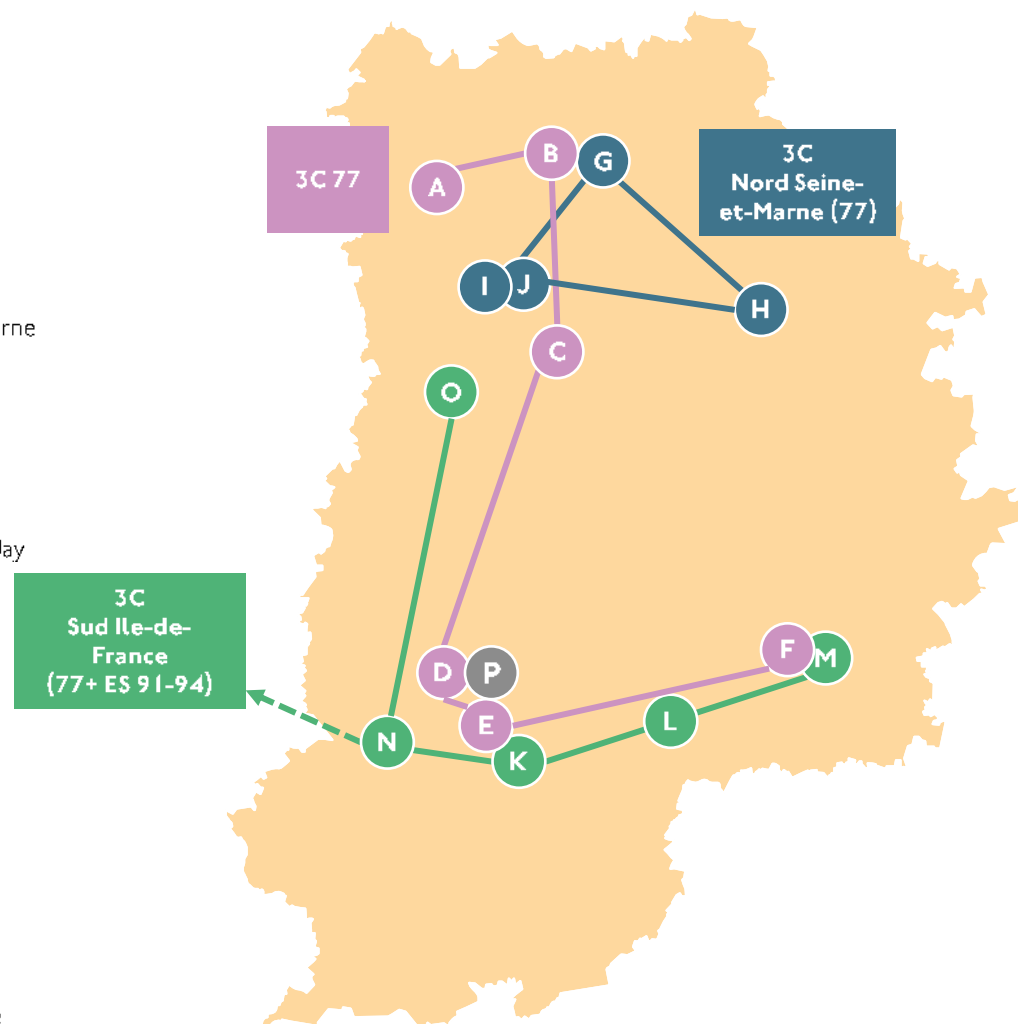 B
G
3C
Nord Seine-
et-Marne (77)
3C 77
A
I
J
H
rne
C
O
ay
3C
Sud Ile-de-
France
(77+ ES 91-94)
D
P
F
M
E
L
N
K